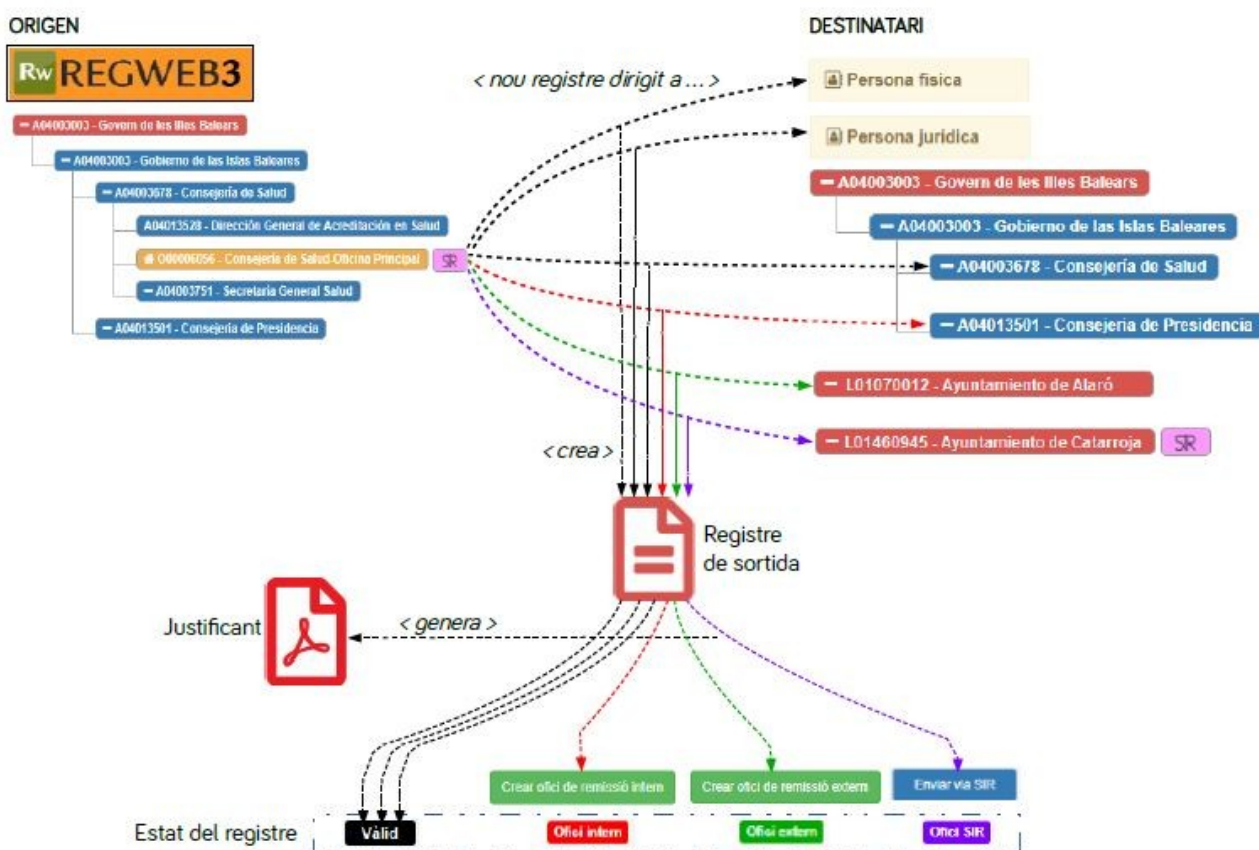 ORIGEN
DESTINATARI
Rw REGWEB3
< nou registre dirigit a ... >
Persona física
Persona jurídica
A04003003 - Govern de les Illes Balears
A04003003 - Gobierno de las Islas Baleares
A04003678 - Consejería de Salud
A04013528 - Dirección General de Acreditación en Salud
O00006056 - Consejería de Salud-Oficina Principal
SIR
A04003751 - Secretaria General Salud
A04013501 - Consejería de Presidencia
A04003003 - Govern de les Illes Balears
A04003003 - Gobierno de las Islas Baleares
A04003678 - Consejería de Salud
A04013501 - Consejería de Presidencia
L01070012 - Ayuntamiento de Alaró
L01460945 - Ayuntamiento de Catarroja
SIR
< crea >
Registre
de sortida
Justificant
< genera >
Crear ofici de remissió intern
Crear ofici de remissió extern
Enviar via SIR
Estat del registre
Vàlid
Ofici intern
Ofici extern
Ofici SIR